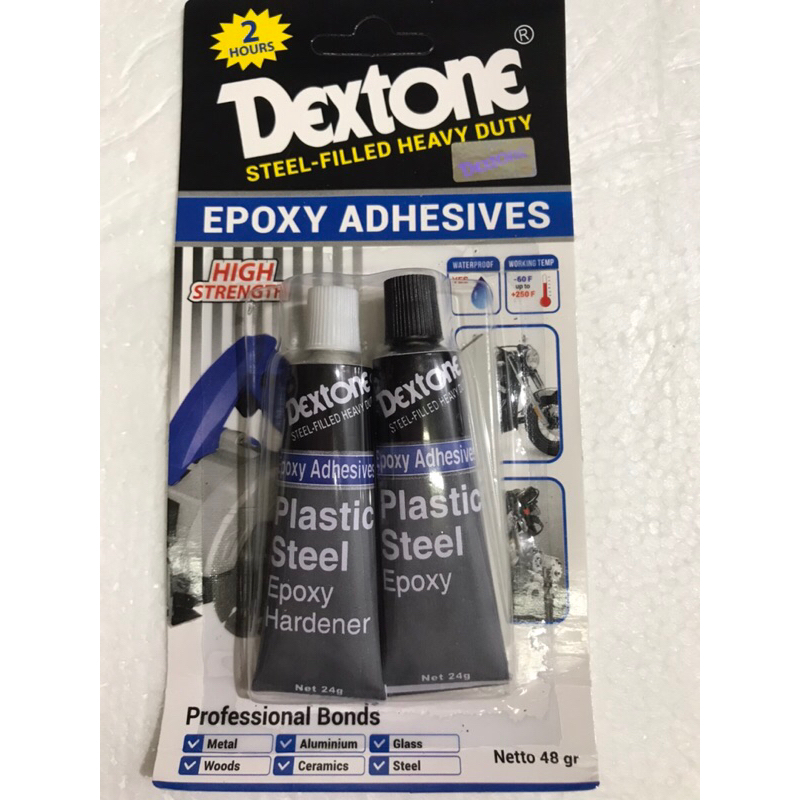 2
HOURS
DEXTONE ®
STEEL-FILLED HEAVY DUTY
EPOXY ADHESIVES
HIGH
STRENGTH
WATERPROOF
WORKING TEMP
-60 F
up to
+250 F
DEXTONE
STEEL-FILLED HEAVY DUT
Epoxy Adhesives
Plastic
Steel
Epoxy
Hardener
Net 24g
DEXTONE
STEEL-FILLED HEAVY DUTY
Epoxy Adhesive
Plastic
Steel
Epoxy
Net 24g
Professional Bonds
Metal Aluminium Glass
Woods Ceramics Steel
Netto 48 gr